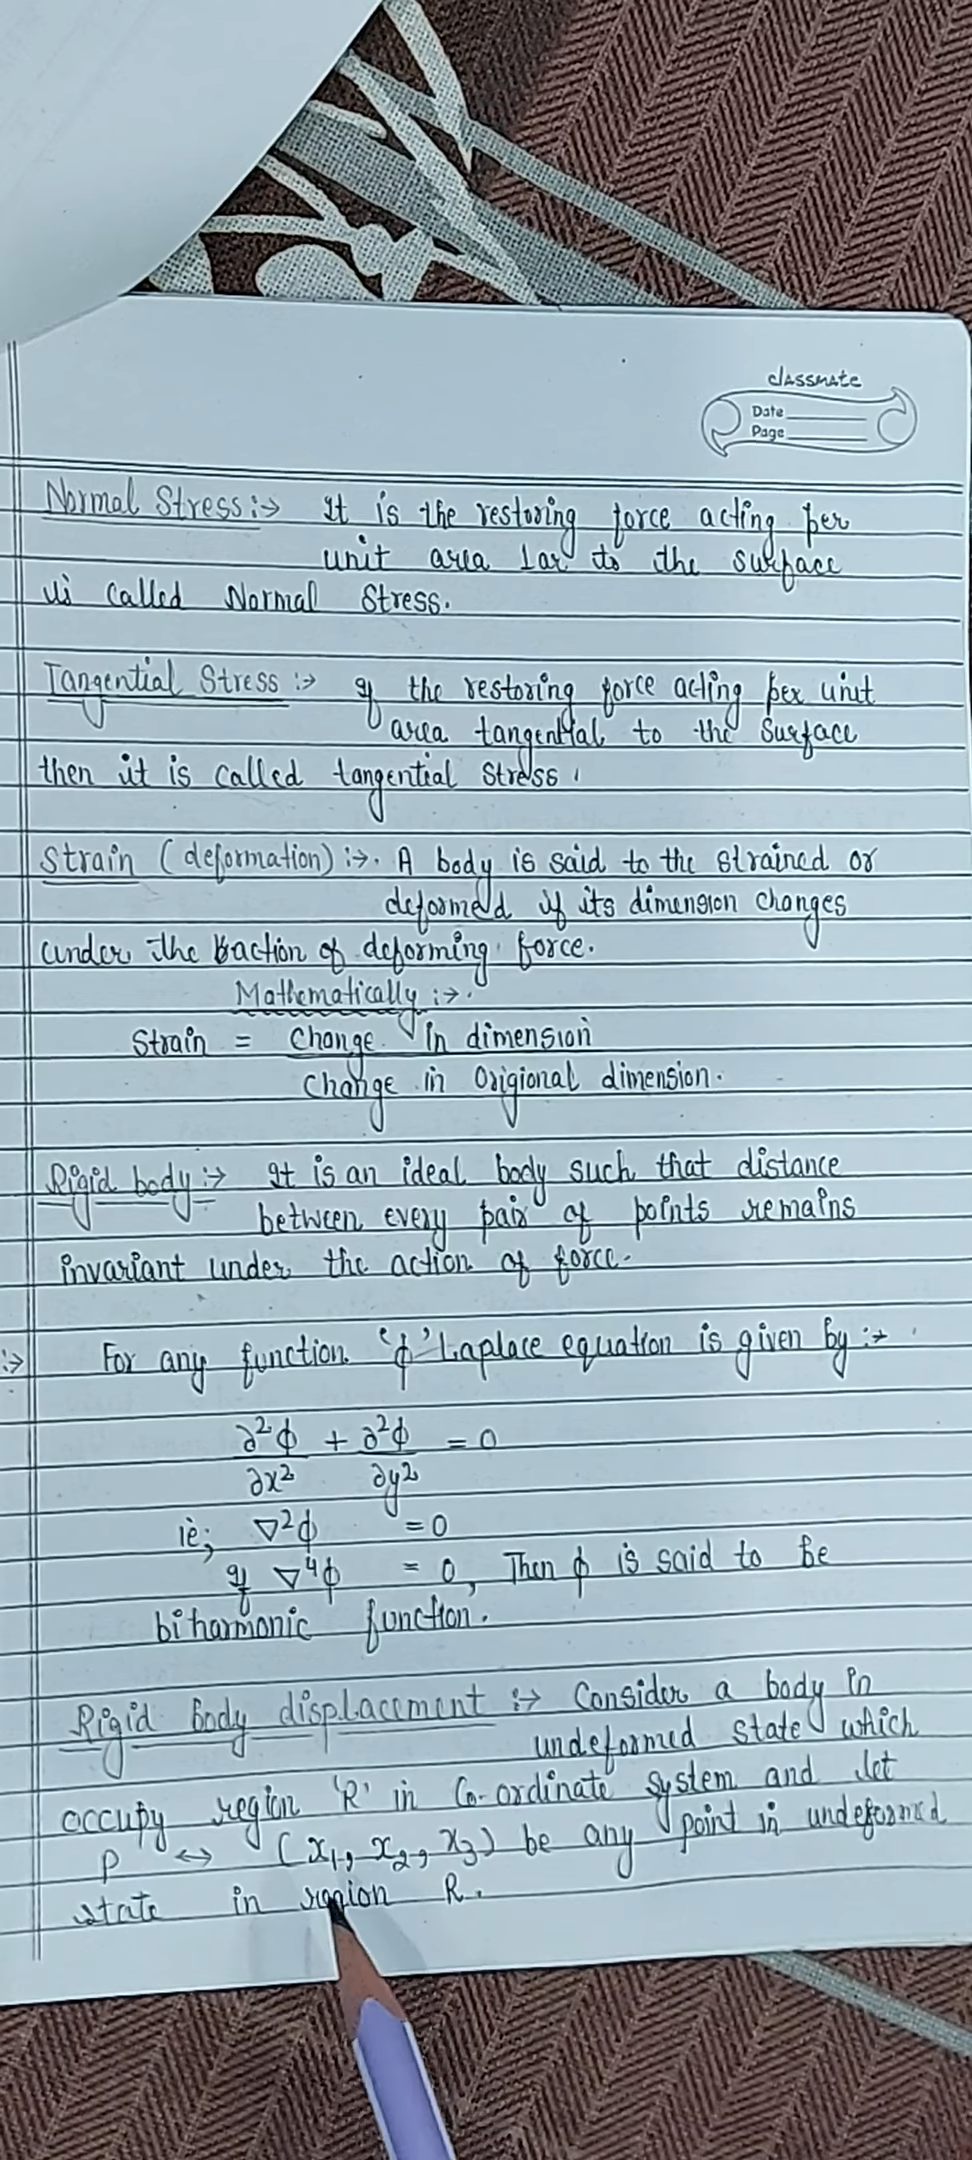 classmate
Date
Page
Normal Stress :-> It is the restoring force acting per
unit area Lar to the surface
is called Normal Stress.
Tangential Stress :-> If the restoring force acting per unit
area tangential to the surface
then it is called tangential stress.
Strain (deformation) :-> A body is said to the strained or
deformed if its dimension changes
under the action of deforming force.
Mathematically :->
Strain = Change in dimension
Change in Origional dimension.
Rigid body :-> It is an ideal body such that distance
between every pair of points remains
invariant under the action of force.
:-> For any function 'ϕ' Laplace equation is given by :->
∂²ϕ + ∂²ϕ = 0
∂x² ∂y²
ie; ∇²ϕ = 0
If ∇⁴ϕ = 0, Then ϕ is said to be
biharmonic function.
Rigid body displacement :-> Consider a body in
undeformed state which
occupy region 'R' in Co-ordinate system and let
P ↔ (x₁, x₂, x₃) be any point in undeformed
state in region R.